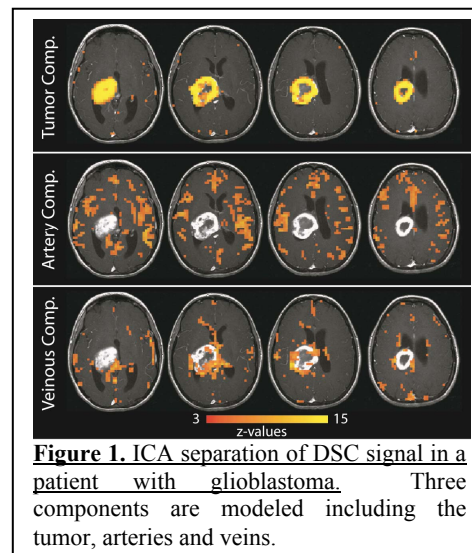 Tumor Comp.
Artery Comp.
Veinous Comp.
3 15
z-values
Figure 1. ICA separation of DSC signal in a
patient with glioblastoma. Three
components are modeled including the
tumor, arteries and veins.